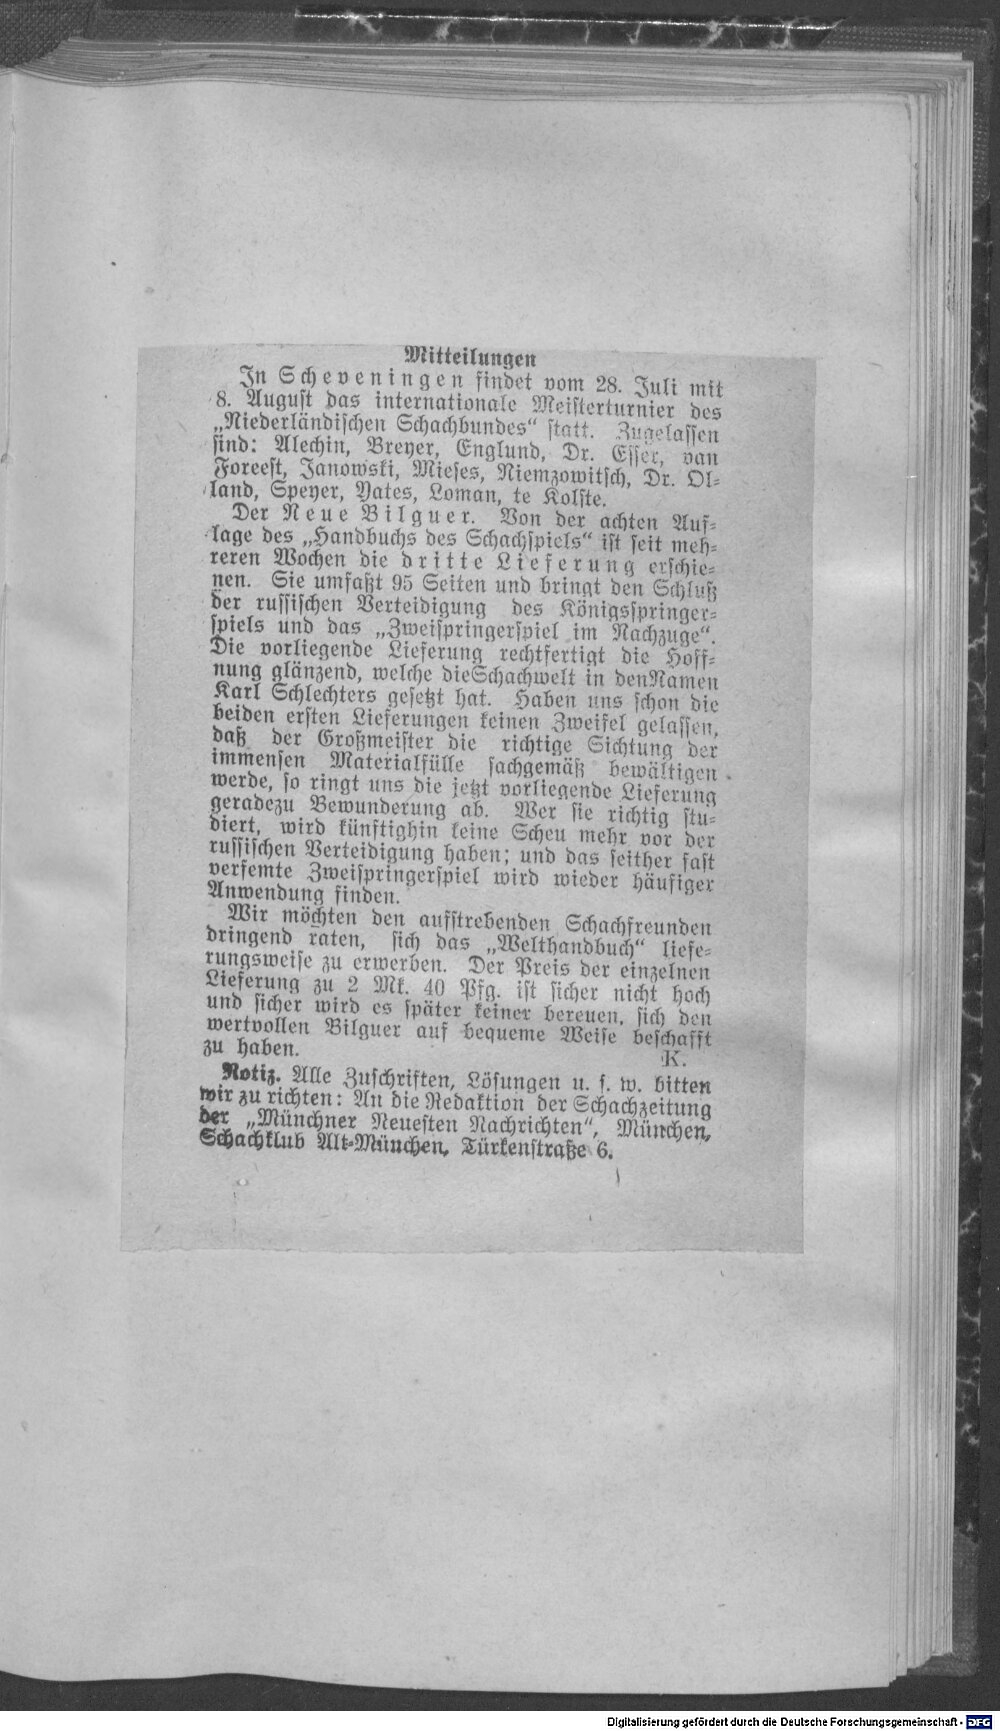 Mitteilungen
In Scheveningen findet vom 28. Juli mit
8. August das internationale Meisterturnier des
„Niederländischen Schachbundes“ statt. Zugelassen
sind: Alechin, Breyer, Englund, Dr. Esser, van
Foreest, Janowski, Mieses, Niemzowitsch, Dr. Ol-
land, Speyer, Yates, Loman, te Kolste.
Der Neue Bilguer. Von der achten Auf-
lage des „Handbuchs des Schachspiels“ ist seit meh-
reren Wochen die dritte Lieferung erschie-
nen. Sie umfaßt 95 Seiten und bringt den Schluß
der russischen Verteidigung des Königsspringer-
spiels und das „Zweispringerspiel im Nachzuge“.
Die vorliegende Lieferung rechtfertigt die Hoff-
nung glänzend, welche die Schachwelt in den Namen
Karl Schlechters gesetzt hat. Haben uns schon die
beiden ersten Lieferungen keinen Zweifel gelassen,
daß der Großmeister die richtige Sichtung der
immensen Materialfülle sachgemäß bewältigen
werde, so ringt uns die jetzt vorliegende Lieferung
geradezu Bewunderung ab. Wer sie richtig stu-
diert, wird künftighin keine Scheu mehr vor der
russischen Verteidigung haben; und das seither fast
verfemte Zweispringerspiel wird wieder häufiger
Anwendung finden.
Wir möchten den aufstrebenden Schachfreunden
dringend raten, sich das „Welthandbuch“ liefe-
rungsweise zu erwerben. Der Preis der einzelnen
Lieferung zu 2 Mk. 40 Pfg. ist sicher nicht hoch
und sicher wird es später keiner bereuen, sich den
wertvollen Bilguer auf bequeme Weise beschafft
zu haben. K.
Notiz. Alle Zuschriften, Lösungen u. s. w. bitten
wir zu richten: An die Redaktion der Schachzeitung
der „Münchner Neuesten Nachrichten“, München,
Schachklub Alt-München, Türkenstraße 6.
Digitalisierung gefördert durch die Deutsche Forschungsgemeinschaft - DFG